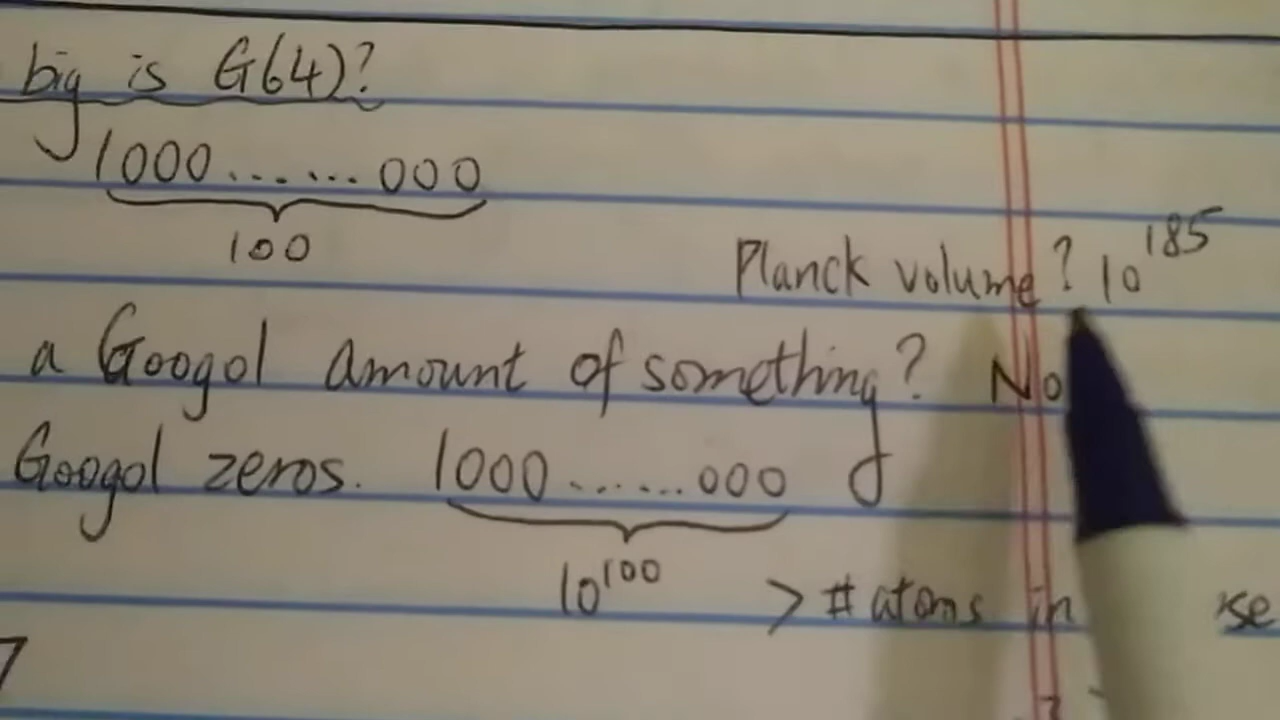 big is G(64)?
1000.......000
100
Planck volume? 10^185
a Googol amount of something? No
Googol zeros. 1000......000
10^100 > # atoms in